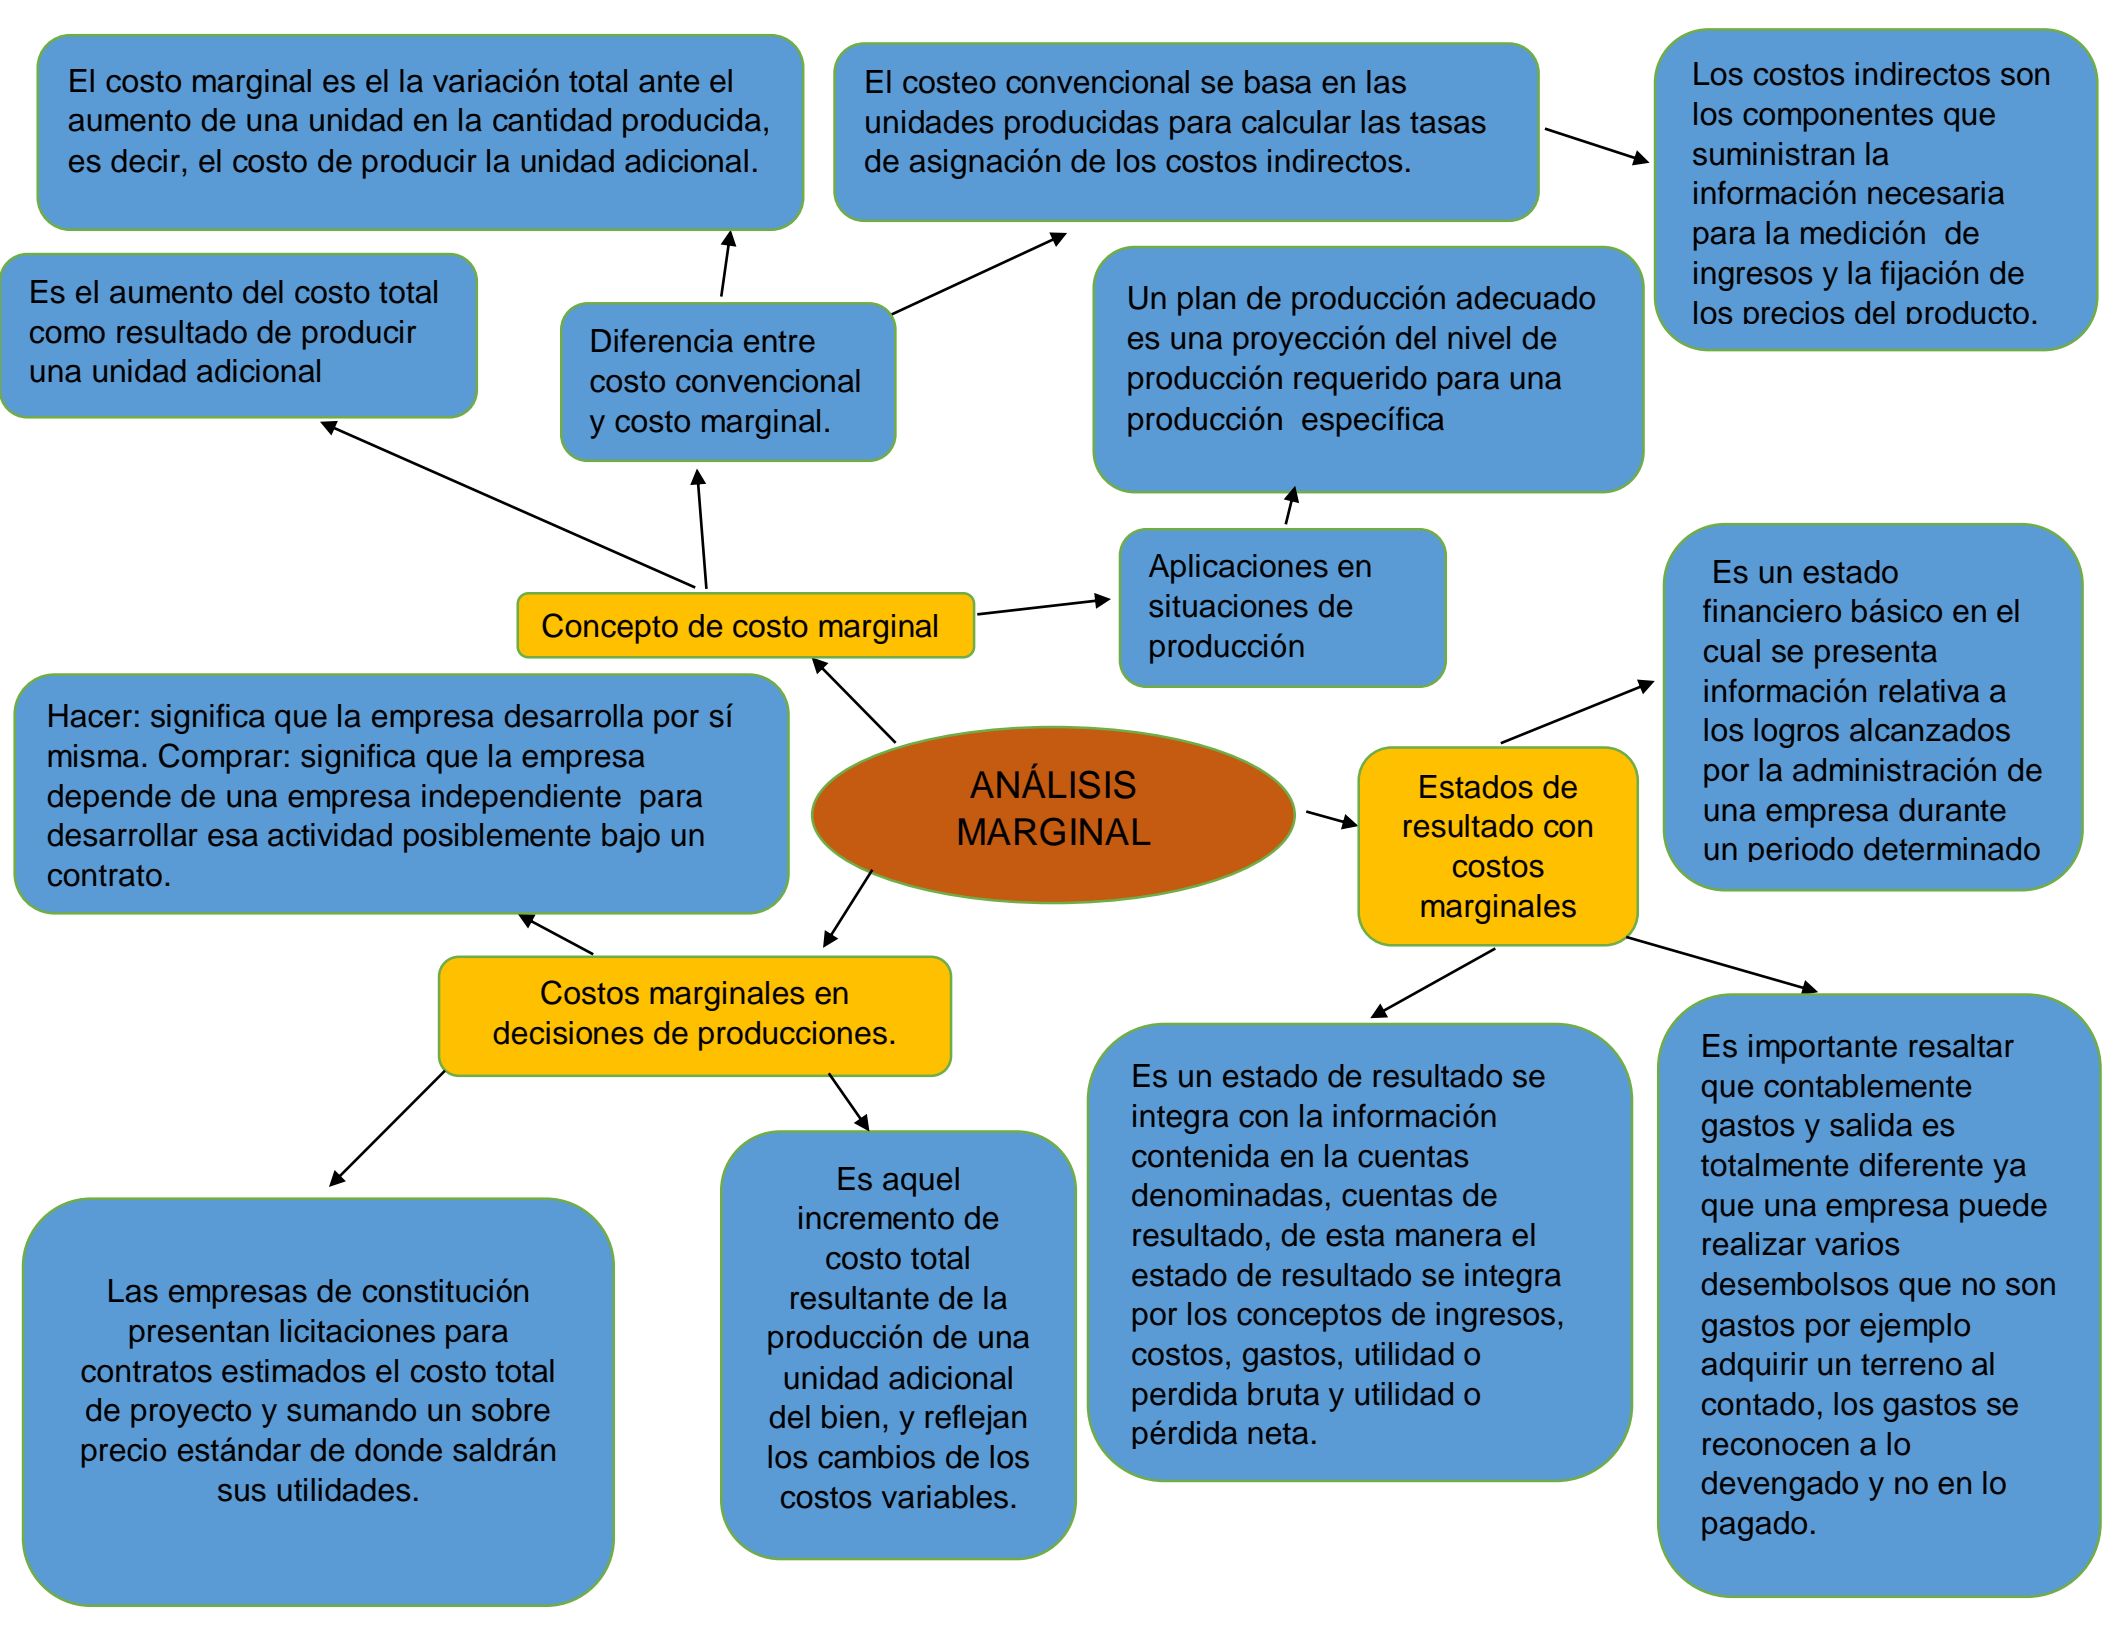 El costo marginal es el la variación total ante el
aumento de una unidad en la cantidad producida,
es decir, el costo de producir la unidad adicional.
El costeo convencional se basa en las
unidades producidas para calcular las tasas
de asignación de los costos indirectos.
Los costos indirectos son
los componentes que
suministran la
información necesaria
para la medición  de
ingresos y la fijación de
los precios del producto.
Es el aumento del costo total
como resultado de producir
una unidad adicional
Diferencia entre
costo convencional
y costo marginal.
Un plan de producción adecuado
es una proyección del nivel de
producción requerido para una
producción  específica
Aplicaciones en
situaciones de
producción
Concepto de costo marginal
Es un estado
financiero básico en el
cual se presenta
información relativa a
los logros alcanzados
por la administración de
una empresa durante
un periodo determinado
Hacer: significa que la empresa desarrolla por sí
misma. Comprar: significa que la empresa
depende de una empresa independiente  para
desarrollar esa actividad posiblemente bajo un
contrato.
ANÁLISIS
MARGINAL
Estados de
resultado con
costos
marginales
Costos marginales en
decisiones de producciones.
Las empresas de constitución
presentan licitaciones para
contratos estimados el costo total
de proyecto y sumando un sobre
precio estándar de donde saldrán
sus utilidades.
Es aquel
incremento de
costo total
resultante de la
producción de una
unidad adicional
del bien, y reflejan
los cambios de los
costos variables.
Es un estado de resultado se
integra con la información
contenida en la cuentas
denominadas, cuentas de
resultado, de esta manera el
estado de resultado se integra
por los conceptos de ingresos,
costos, gastos, utilidad o
perdida bruta y utilidad o
pérdida neta.
Es importante resaltar
que contablemente
gastos y salida es
totalmente diferente ya
que una empresa puede
realizar varios
desembolsos que no son
gastos por ejemplo
adquirir un terreno al
contado, los gastos se
reconocen a lo
devengado y no en lo
pagado.